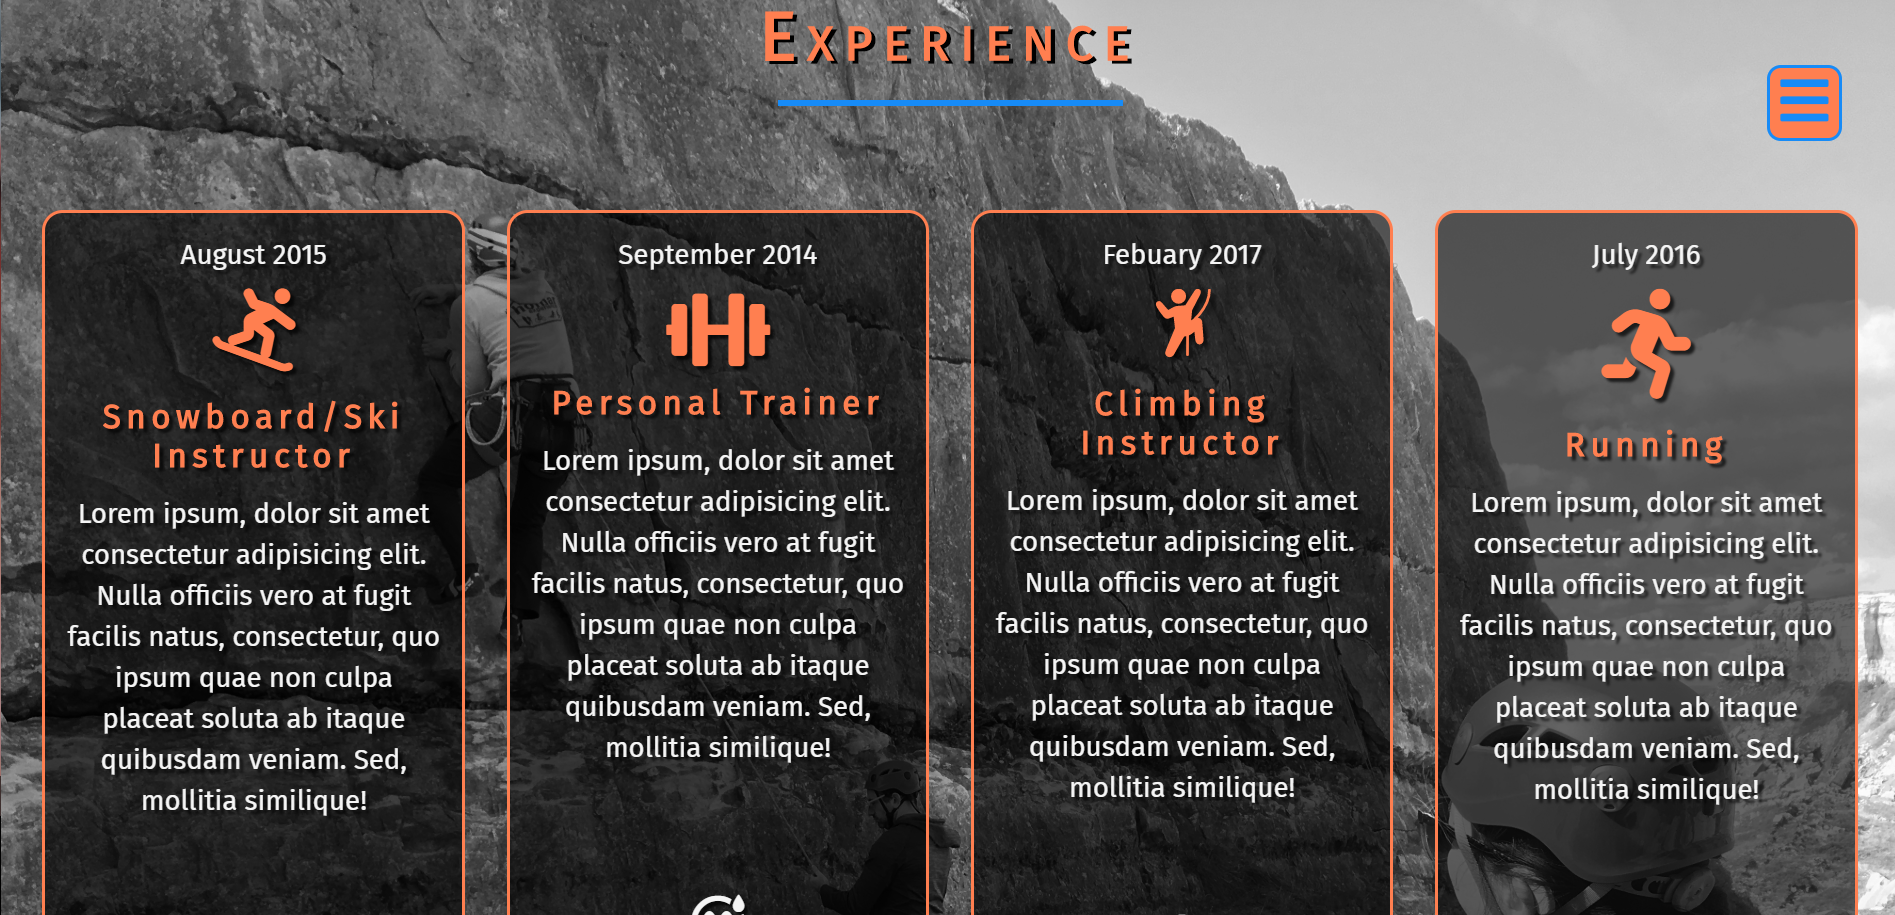 Experience
August 2015
Snowboard/Ski
Instructor
Lorem ipsum, dolor sit amet
consectetur adipisicing elit.
Nulla officiis vero at fugit
facilis natus, consectetur, quo
ipsum quae non culpa
placeat soluta ab itaque
quibusdam veniam. Sed,
mollitia similique!
September 2014
Personal Trainer
Lorem ipsum, dolor sit amet
consectetur adipisicing elit.
Nulla officiis vero at fugit
facilis natus, consectetur, quo
ipsum quae non culpa
placeat soluta ab itaque
quibusdam veniam. Sed,
mollitia similique!
Febuary 2017
Climbing
Instructor
Lorem ipsum, dolor sit amet
consectetur adipisicing elit.
Nulla officiis vero at fugit
facilis natus, consectetur, quo
ipsum quae non culpa
placeat soluta ab itaque
quibusdam veniam. Sed,
mollitia similique!
July 2016
Running
Lorem ipsum, dolor sit amet
consectetur adipisicing elit.
Nulla officiis vero at fugit
facilis natus, consectetur, quo
ipsum quae non culpa
placeat soluta ab itaque
quibusdam veniam. Sed,
mollitia similique!